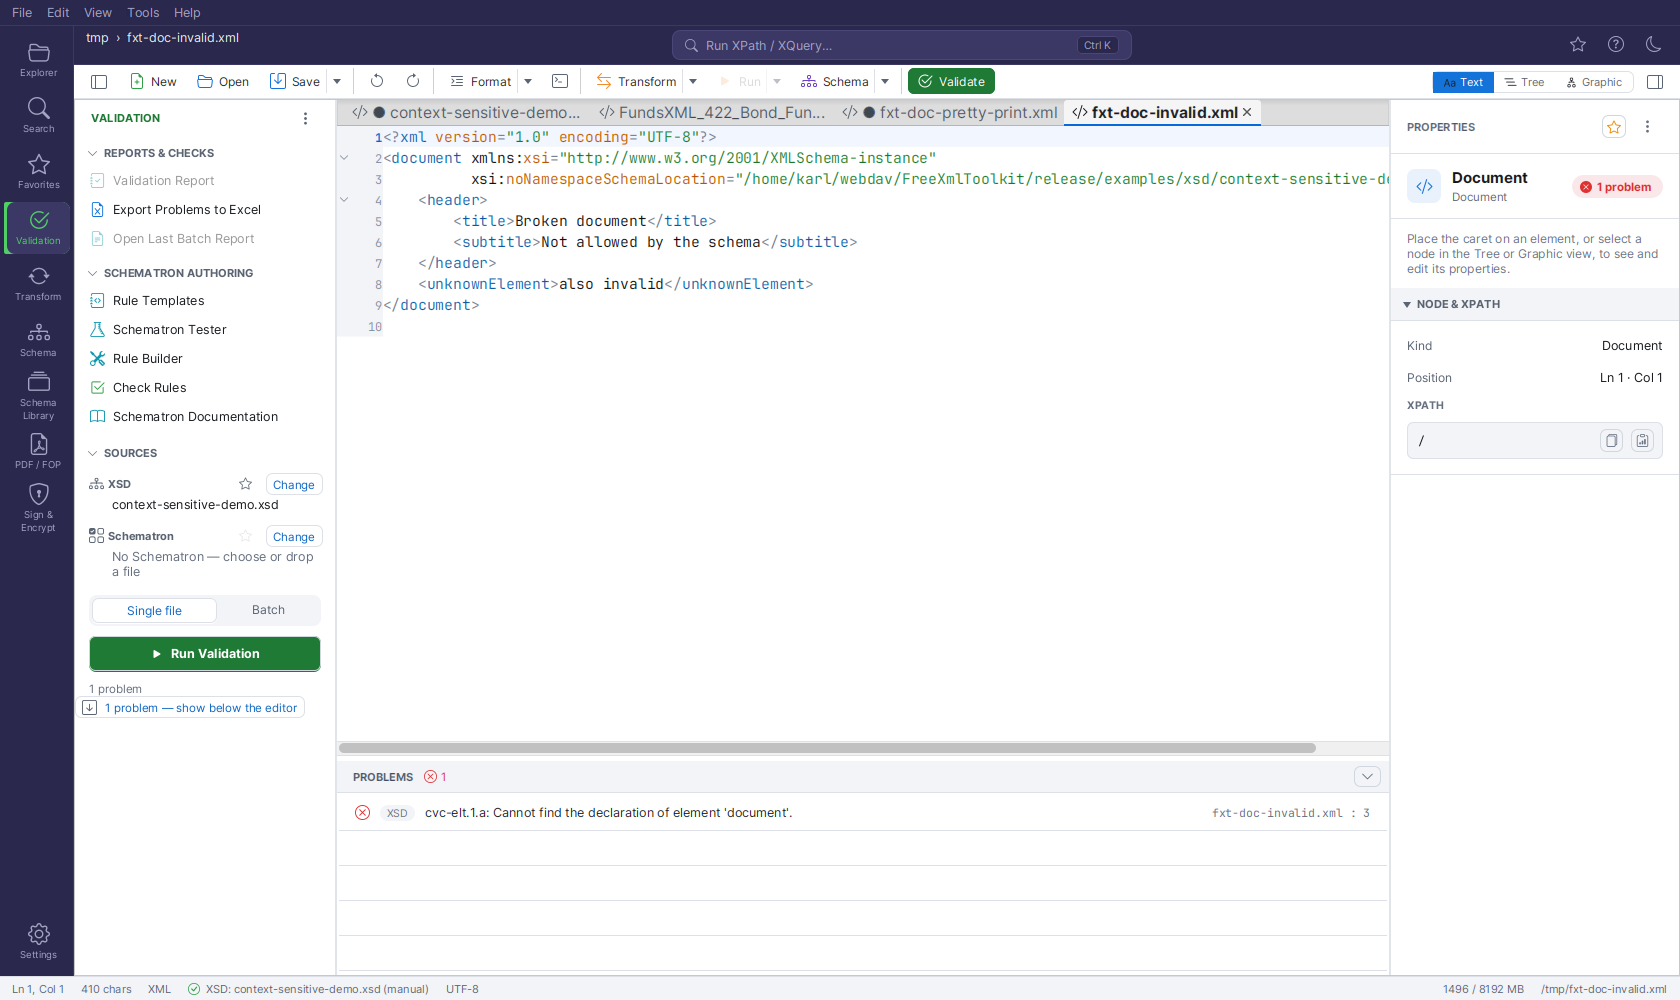 File Edit View Tools Help
tmp › fxt-doc-invalid.xml
Run XPath / XQuery... Ctrl K
New Open Save Format Transform Run Schema Validate Aa Text Tree Graphic
Explorer
Search
Favorites
Validation
Transform
Schema
Schema
Library
PDF / FOP
Sign &
Encrypt
Settings
VALIDATION
REPORTS & CHECKS
Validation Report
Export Problems to Excel
Open Last Batch Report
SCHEMATRON AUTHORING
Rule Templates
Schematron Tester
Rule Builder
Check Rules
Schematron Documentation
SOURCES
XSD Change
context-sensitive-demo.xsd
Schematron Change
No Schematron — choose or drop
a file
Single file Batch
Run Validation
1 problem
1 problem — show below the editor
context-sensitive-demo... FundsXML_422_Bond_Fun... fxt-doc-pretty-print.xml fxt-doc-invalid.xml
1 <?xml version="1.0" encoding="UTF-8"?>
2 <document xmlns:xsi="http://www.w3.org/2001/XMLSchema-instance"
3 xsi:noNamespaceSchemaLocation="/home/karl/webdav/FreeXmlToolkit/release/examples/xsd/context-sensitive-de
4 <header>
5 <title>Broken document</title>
6 <subtitle>Not allowed by the schema</subtitle>
7 </header>
8 <unknownElement>also invalid</unknownElement>
9 </document>
10
PROBLEMS 1
XSD cvc-elt.1.a: Cannot find the declaration of element 'document'. fxt-doc-invalid.xml : 3
PROPERTIES
Document 1 problem
Document
Place the caret on an element, or select a
node in the Tree or Graphic view, to see and
edit its properties.
NODE & XPATH
Kind Document
Position Ln 1 · Col 1
XPATH
/
Ln 1, Col 1 410 chars XML XSD: context-sensitive-demo.xsd (manual) UTF-8 1496 / 8192 MB /tmp/fxt-doc-invalid.xml